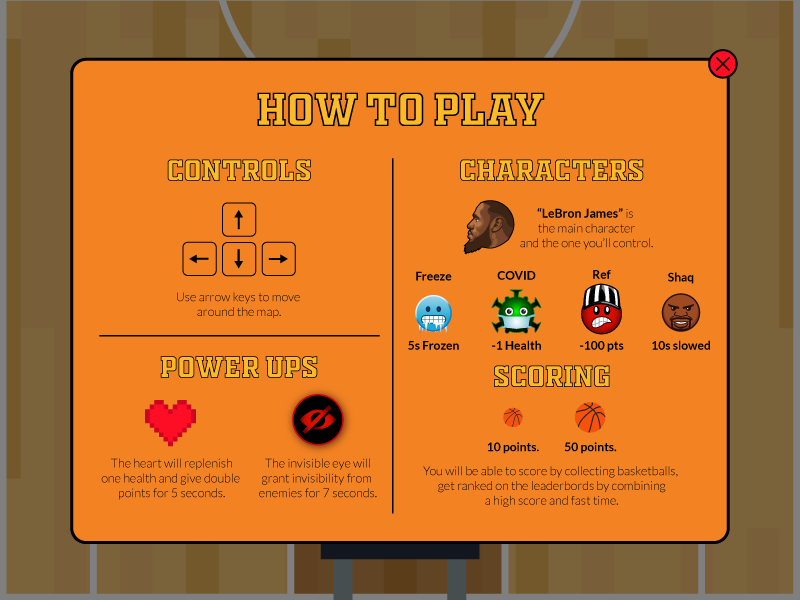 HOW TO PLAY
CONTROLS
Use arrow keys to move
around the map.
POWER UPS
The heart will replenish
one health and give double
points for 5 seconds.
The invisible eye will
grant invisibility from
enemies for 7 seconds.
CHARACTERS
“LeBron James” is
the main character
and the one you’ll control.
Freeze
COVID
Ref
Shaq
5s Frozen
-1 Health
-100 pts
10s slowed
SCORING
10 points.
50 points.
You will be able to score by collecting basketballs,
get ranked on the leaderbords by combining
a high score and fast time.